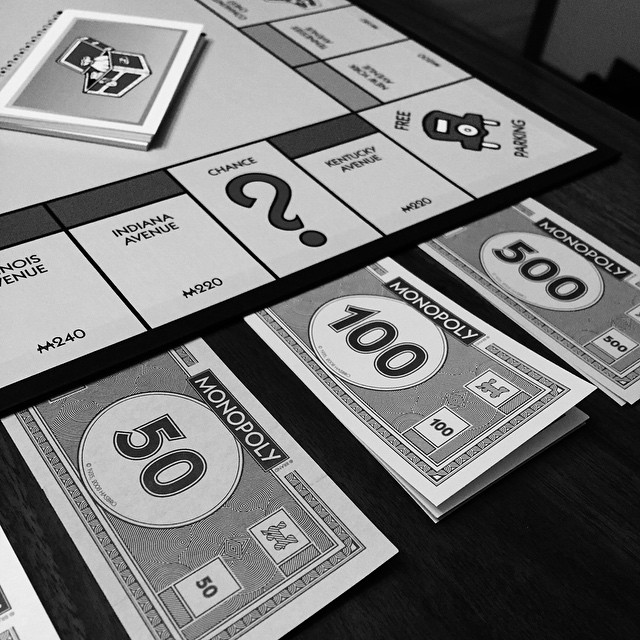 FREE
PARKING
KENTUCKY
AVENUE
₩220
CHANCE
?
INDIANA
AVENUE
₩220
NOIS
VENUE
₩240
MONOPOLY
500
500
MONOPOLY
100
100
MONOPOLY
50
50